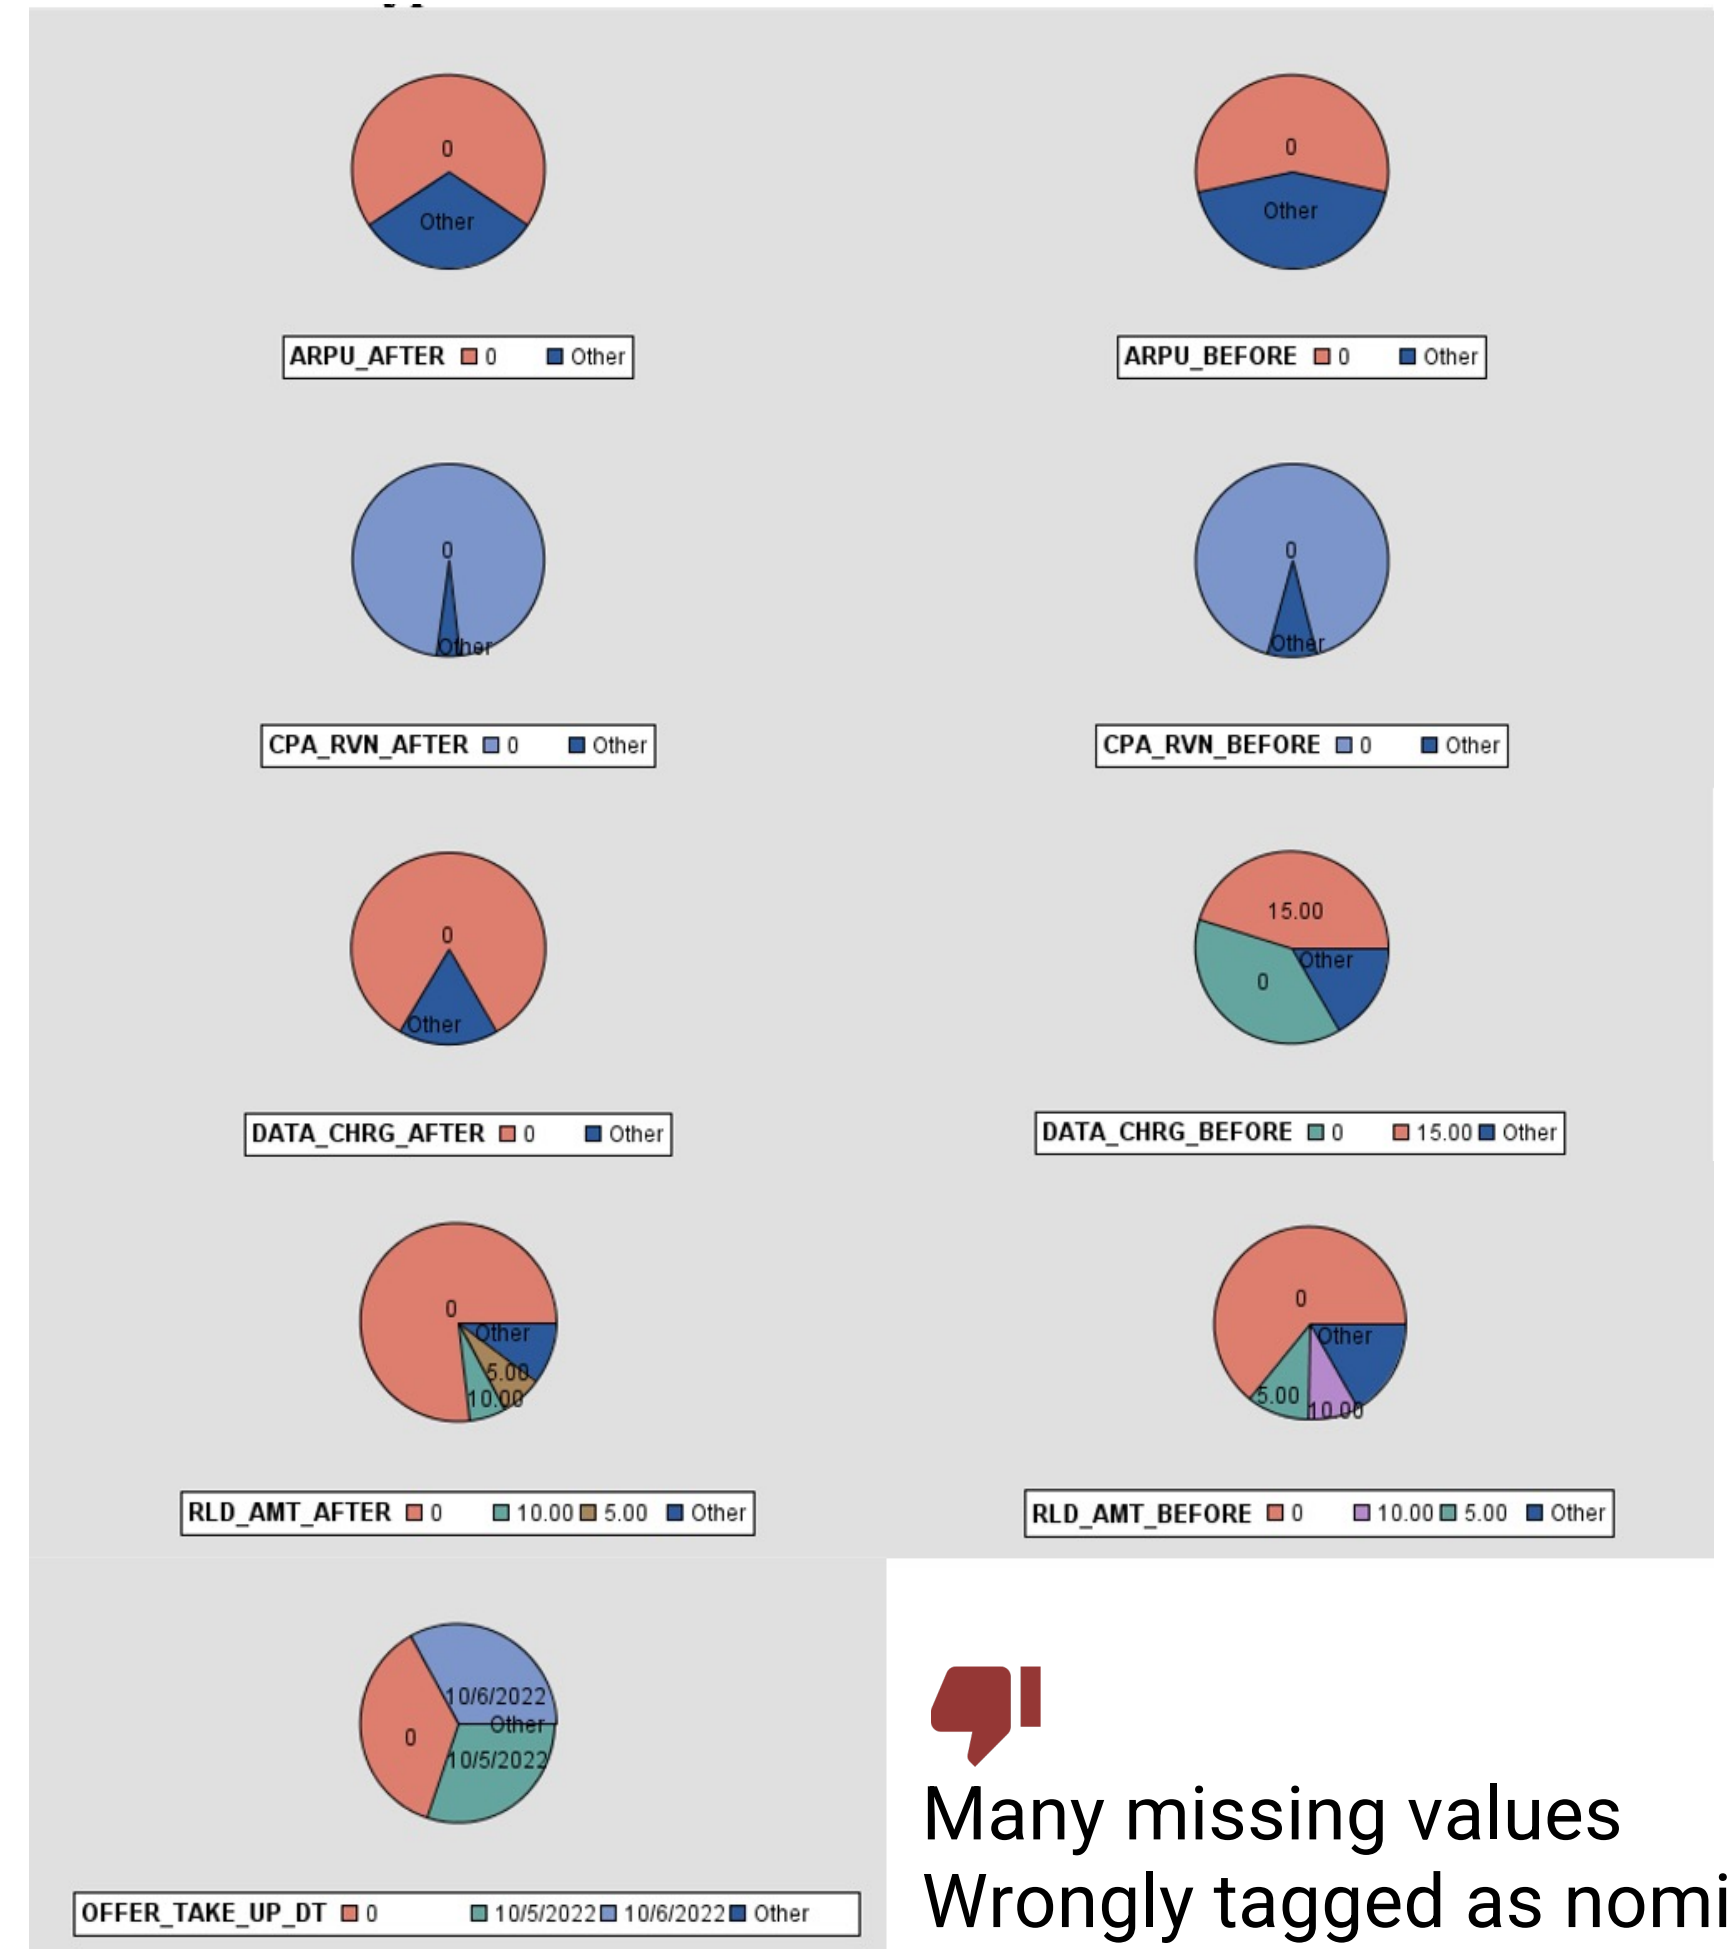 0
Other
ARPU_AFTER 0 Other
0
Other
ARPU_BEFORE 0 Other
0
Other
CPA_RVN_AFTER 0 Other
0
Other
CPA_RVN_BEFORE 0 Other
0
Other
DATA_CHRG_AFTER 0 Other
15.00
Other
0
DATA_CHRG_BEFORE 0 15.00 Other
0
Other
5.00
10.00
RLD_AMT_AFTER 0 10.00 5.00 Other
0
Other
5.00
10.00
RLD_AMT_BEFORE 0 10.00 5.00 Other
10/6/2022
Other
0
10/5/2022
OFFER_TAKE_UP_DT 0 10/5/2022 10/6/2022 Other
Many missing values
Wrongly tagged as nomi